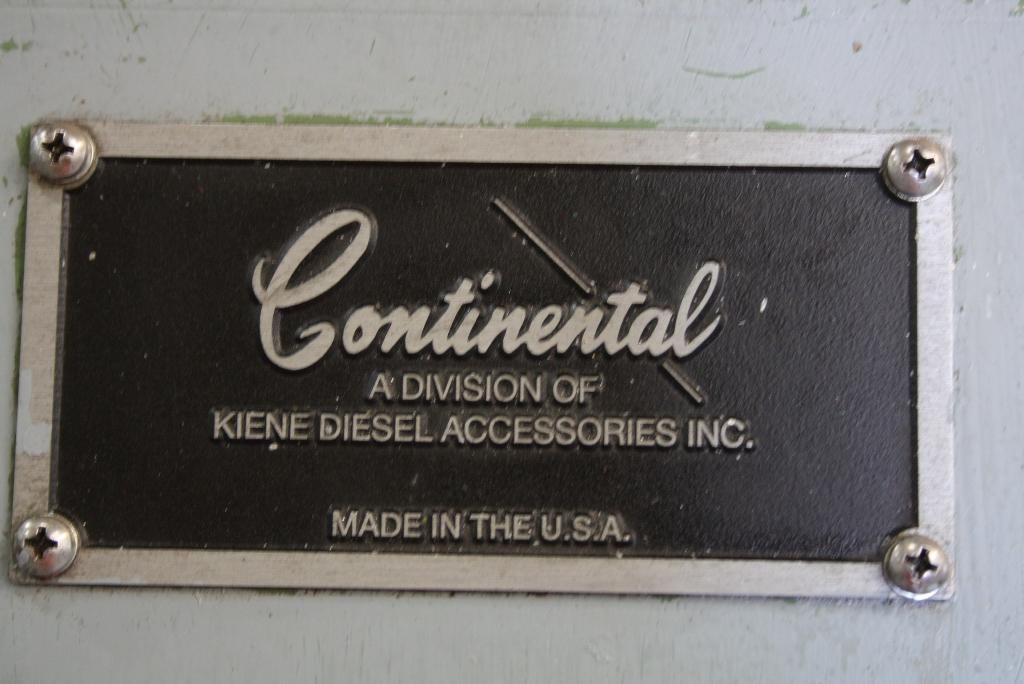 Continental
A DIVISION OF
KIENE DIESEL ACCESSORIES INC.
MADE IN THE U.S.A.